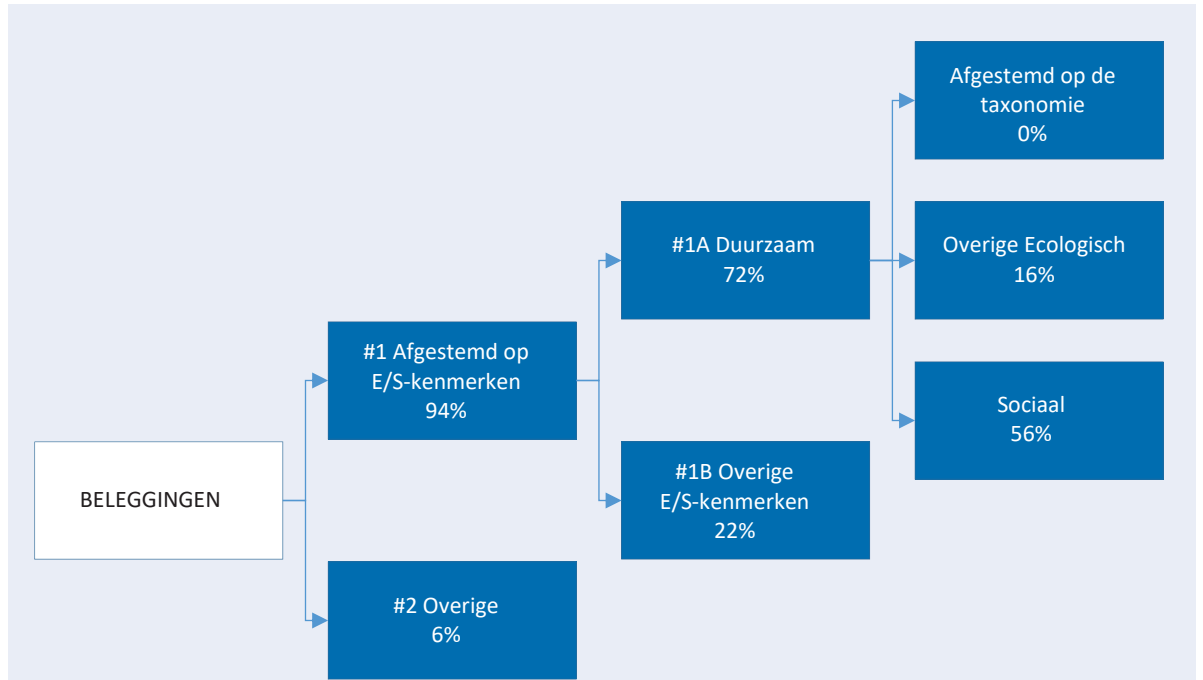 BELEGGINGEN
#1 Afgestemd op
E/S-kenmerken
94%
#2 Overige
6%
#1A Duurzaam
72%
#1B Overige
E/S-kenmerken
22%
Afgestemd op de
taxonomie
0%
Overige Ecologisch
16%
Sociaal
56%